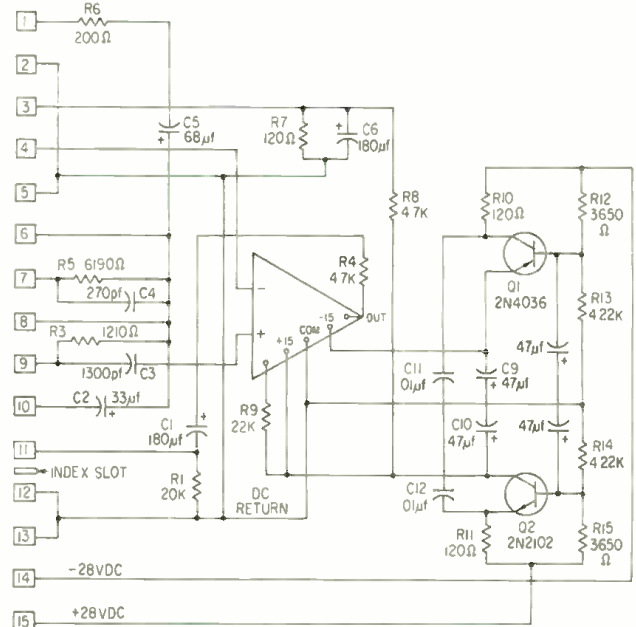 1
R6
200Ω
2
3
4
5
6
7
8
9
10
11
INDEX SLOT
12
13
14
-28VDC
15
+28VDC
C5
68µf
+
R7
120Ω
C6
180µf
+
R8
47K
R5 6190Ω
270pf C4
R3 1210Ω
1300pf C3
+
C2 33µf
+
C1
180µf
+
R1
20K
R4
47K
-
+
OUT
-15
COM
+15
R9
22K
DC
RETURN
R10
120Ω
R12
3650
Ω
Q1
2N4036
R13
422K
C11
01µf
C9
47µf
+
47µf
+
C10
47µf
+
47µf
+
C12
01µf
R14
422K
Q2
2N2102
R11
120Ω
R15
3650
Ω